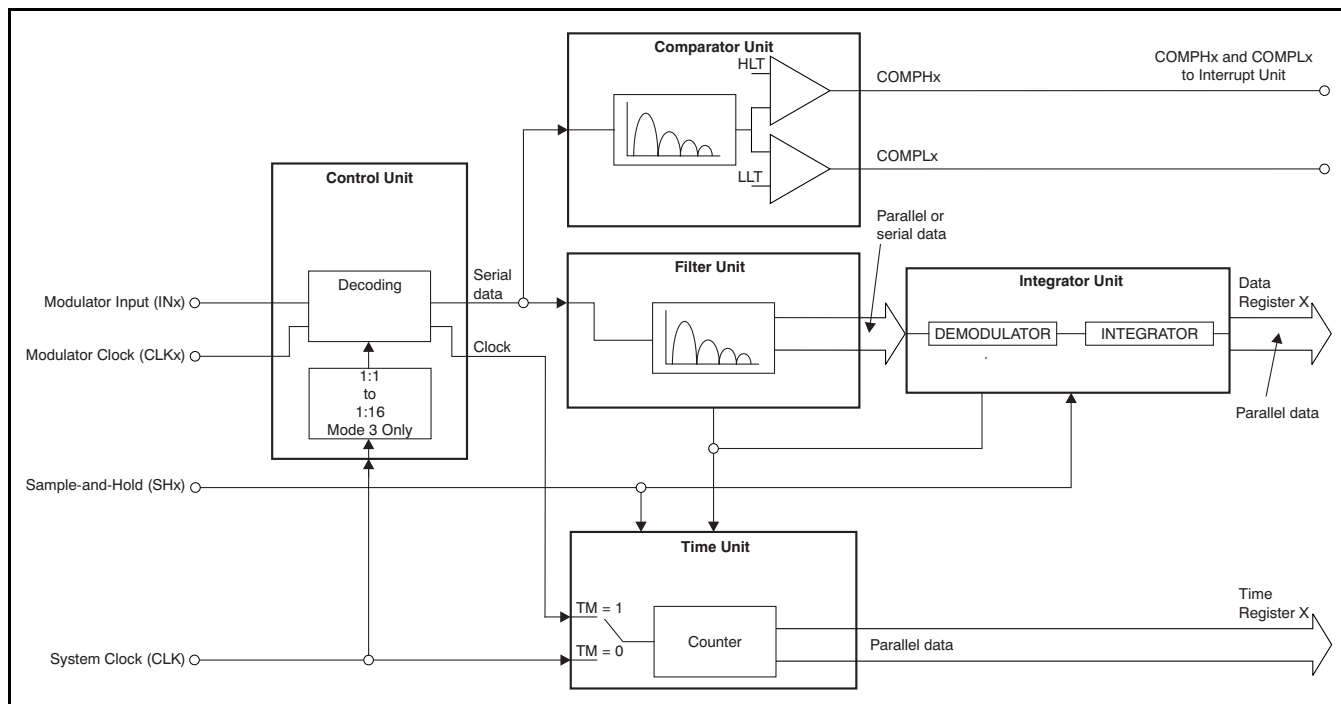 Comparator Unit
HLT
COMPHx
COMPHx and COMPLx
to Interrupt Unit
LLT
COMPLx
Control Unit
Decoding
Serial
data
Modulator Input (INx)
Modulator Clock (CLKx)
Clock
1:1
to
1:16
Mode 3 Only
Filter Unit
Parallel or
serial data
Integrator Unit
DEMODULATOR
INTEGRATOR
Data
Register X
Parallel data
Sample-and-Hold (SHx)
Time Unit
TM = 1
TM = 0
Counter
Parallel data
Time
Register X
System Clock (CLK)